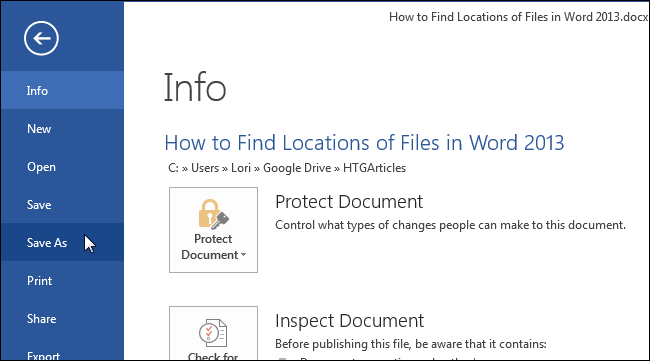 How to Find Locations of Files in Word 2013.docx
Info
New
Open
Save
Save As
Print
Share
Export
Info
How to Find Locations of Files in Word 2013
C: » Users » Lori » Google Drive » HTGArticles
Protect Document
Control what types of changes people can make to this document.
Protect
Document
Inspect Document
Before publishing this file, be aware that it contains:
Check for